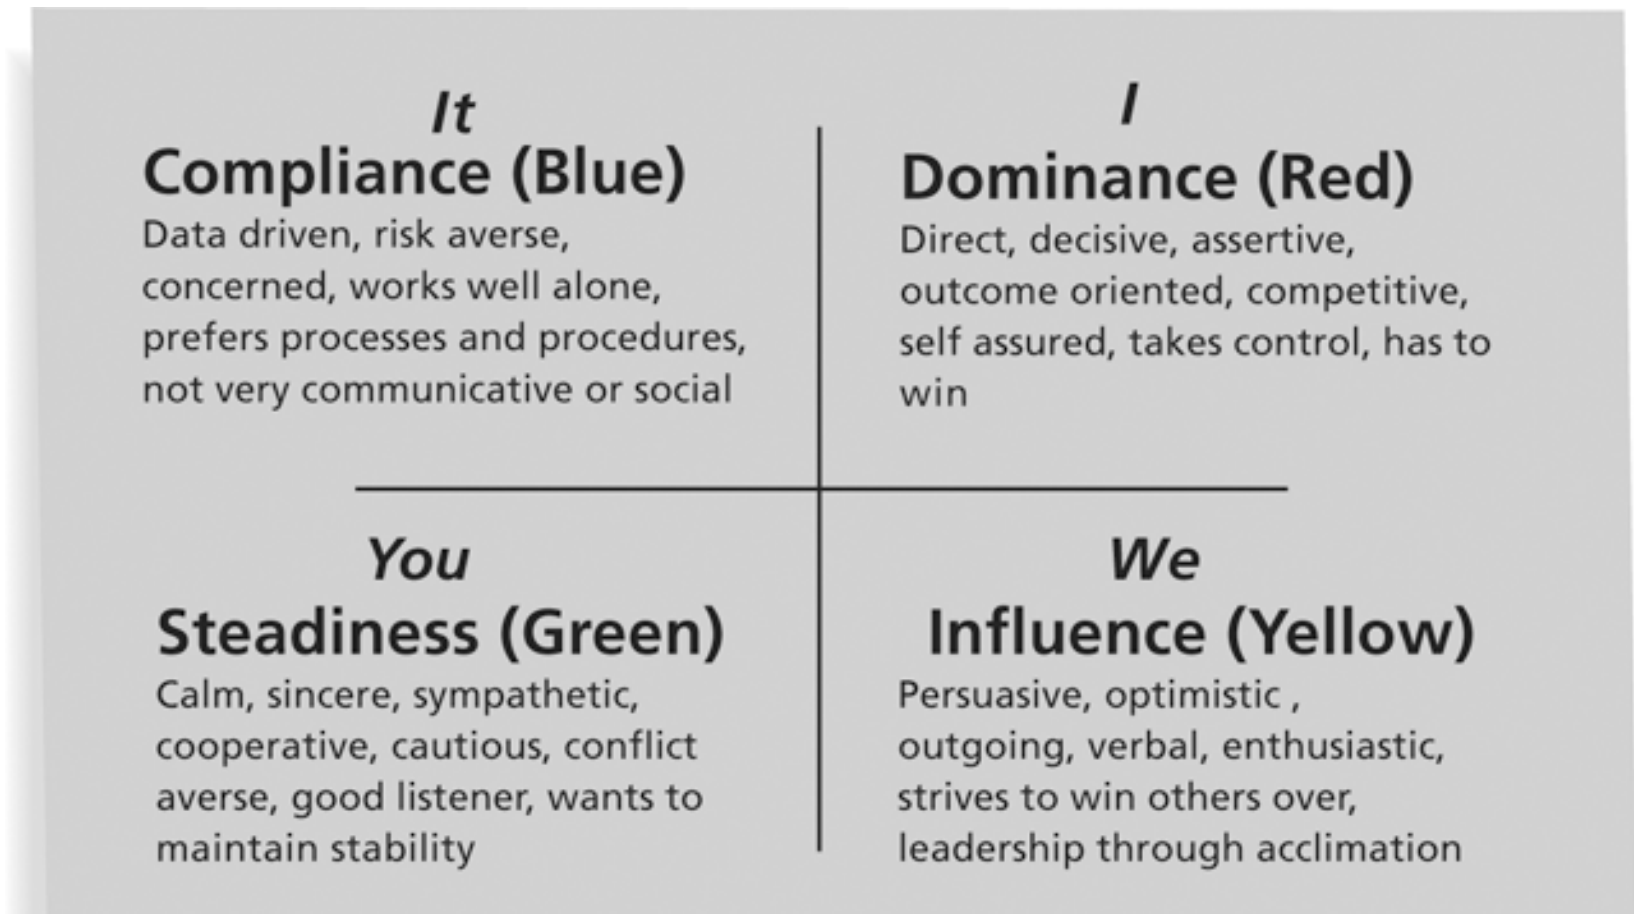 It
Compliance (Blue)
Data driven, risk averse,
concerned, works well alone,
prefers processes and procedures,
not very communicative or social
I
Dominance (Red)
Direct, decisive, assertive,
outcome oriented, competitive,
self assured, takes control, has to
win
You
Steadiness (Green)
Calm, sincere, sympathetic,
cooperative, cautious, conflict
averse, good listener, wants to
maintain stability
We
Influence (Yellow)
Persuasive, optimistic ,
outgoing, verbal, enthusiastic,
strives to win others over,
leadership through acclimation